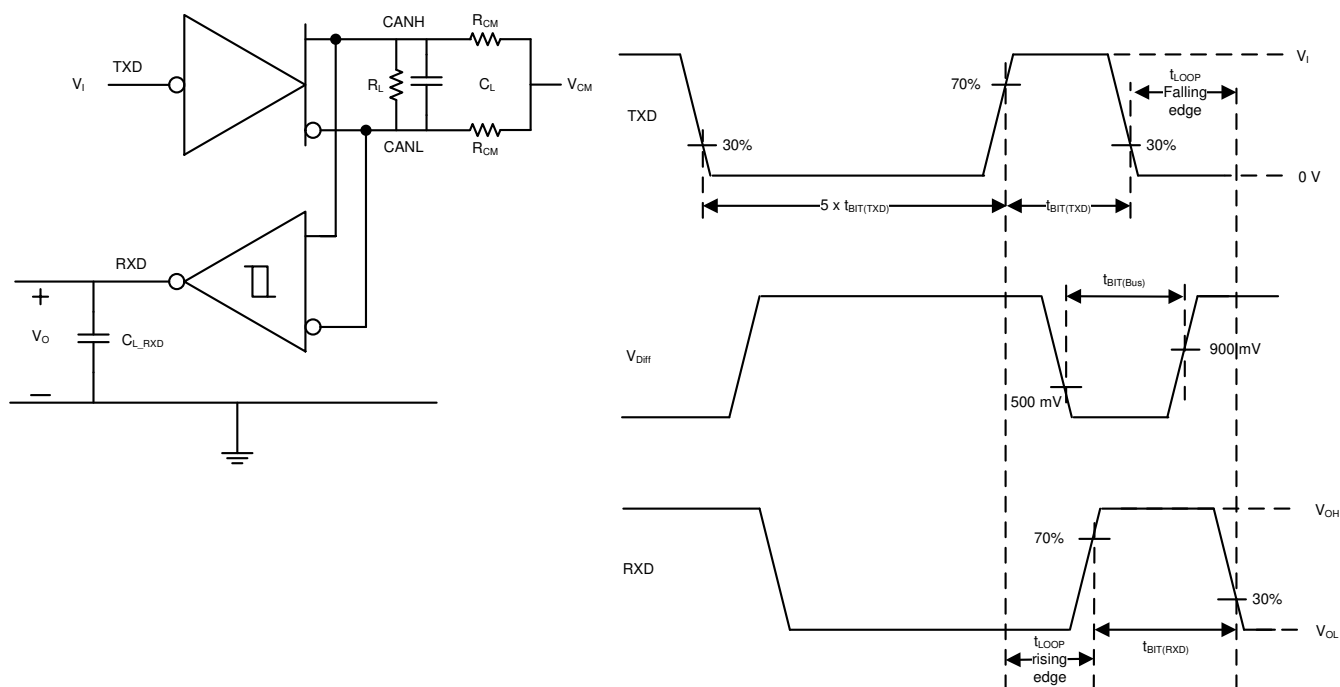 CANH
R_CM
TXD
V_I
R_L
C_L
V_CM
CANL
R_CM
RXD
+
V_O
C_L_RXD
—
V_I
70%
t_LOOP
Falling
edge
TXD
30%
30%
0 V
5 x t_BIT(TXD)
t_BIT(TXD)
t_BIT(Bus)
V_Diff
900 mV
500 mV
V_OH
70%
RXD
30%
V_OL
t_LOOP
rising
edge
t_BIT(RXD)